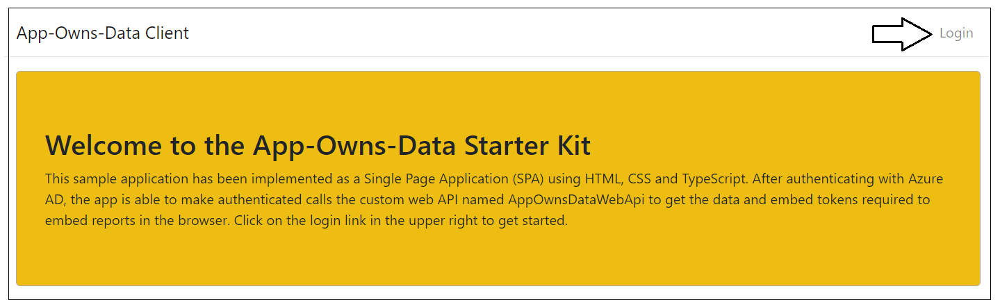 App-Owns-Data Client
Login
Welcome to the App-Owns-Data Starter Kit
This sample application has been implemented as a Single Page Application (SPA) using HTML, CSS and TypeScript. After authenticating with Azure
AD, the app is able to make authenticated calls the custom web API named AppOwnsDataWebApi to get the data and embed tokens required to
embed reports in the browser. Click on the login link in the upper right to get started.